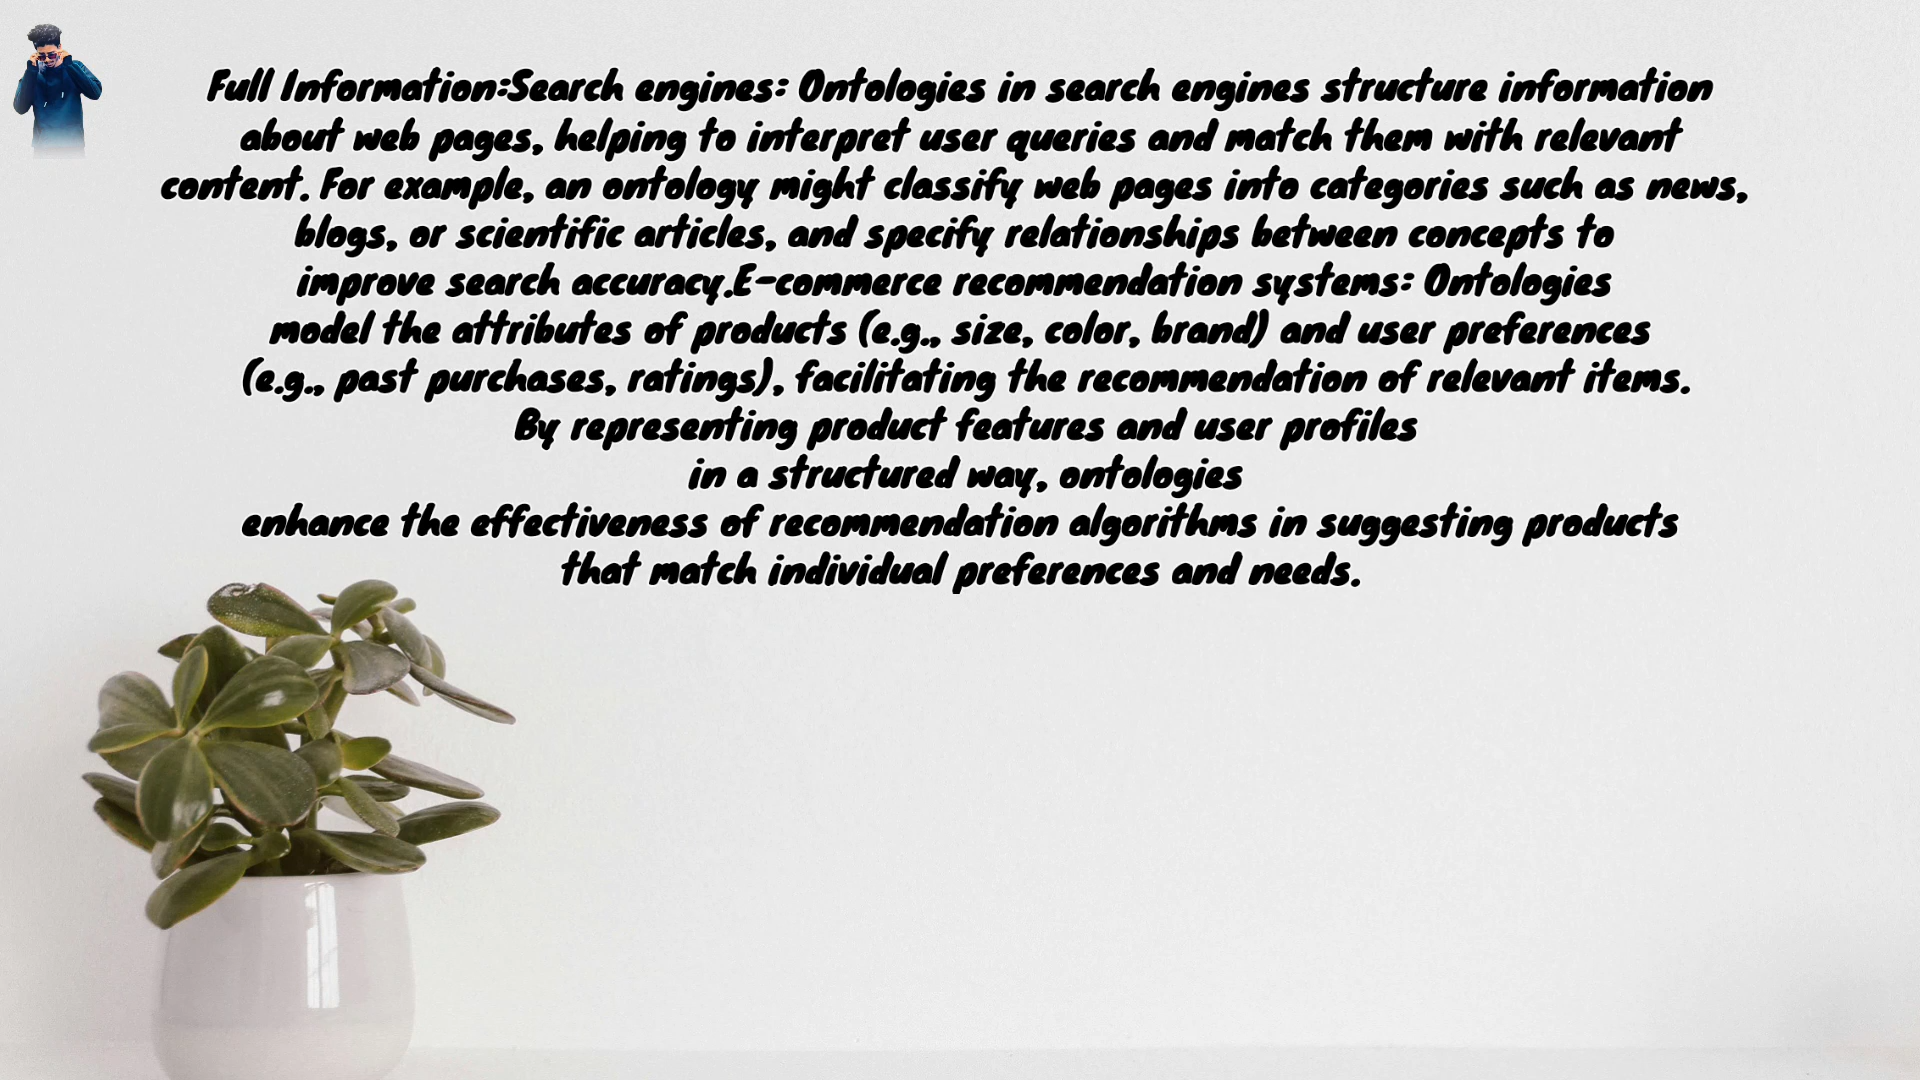 Full Information:Search engines: Ontologies in search engines structure information
about web pages, helping to interpret user queries and match them with relevant
content. For example, an ontology might classify web pages into categories such as news,
blogs, or scientific articles, and specify relationships between concepts to
improve search accuracy.E-commerce recommendation systems: Ontologies
model the attributes of products (e.g., size, color, brand) and user preferences
(e.g., past purchases, ratings), facilitating the recommendation of relevant items.
By representing product features and user profiles
in a structured way, ontologies
enhance the effectiveness of recommendation algorithms in suggesting products
that match individual preferences and needs.